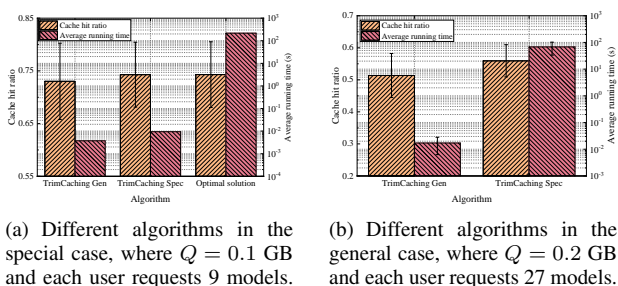 0.85
0.75
0.65
0.55
Cache hit ratio
Cache hit ratio
Average running time
10³
10²
10¹
10⁰
10⁻¹
10⁻²
10⁻³
10⁻⁴
Average running time (s)
TrimCaching Gen TrimCaching Spec Optimal solution
Algorithm
0.7
0.6
0.5
0.4
0.3
0.2
Cache hit ratio
Cache hit ratio
Average running time
10³
10²
10¹
10⁰
10⁻¹
10⁻²
10⁻³
Average running time (s)
TrimCaching Gen TrimCaching Spec
Algorithm
(a) Different algorithms in the
special case, where Q = 0.1 GB
and each user requests 9 models.
(b) Different algorithms in the
general case, where Q = 0.2 GB
and each user requests 27 models.